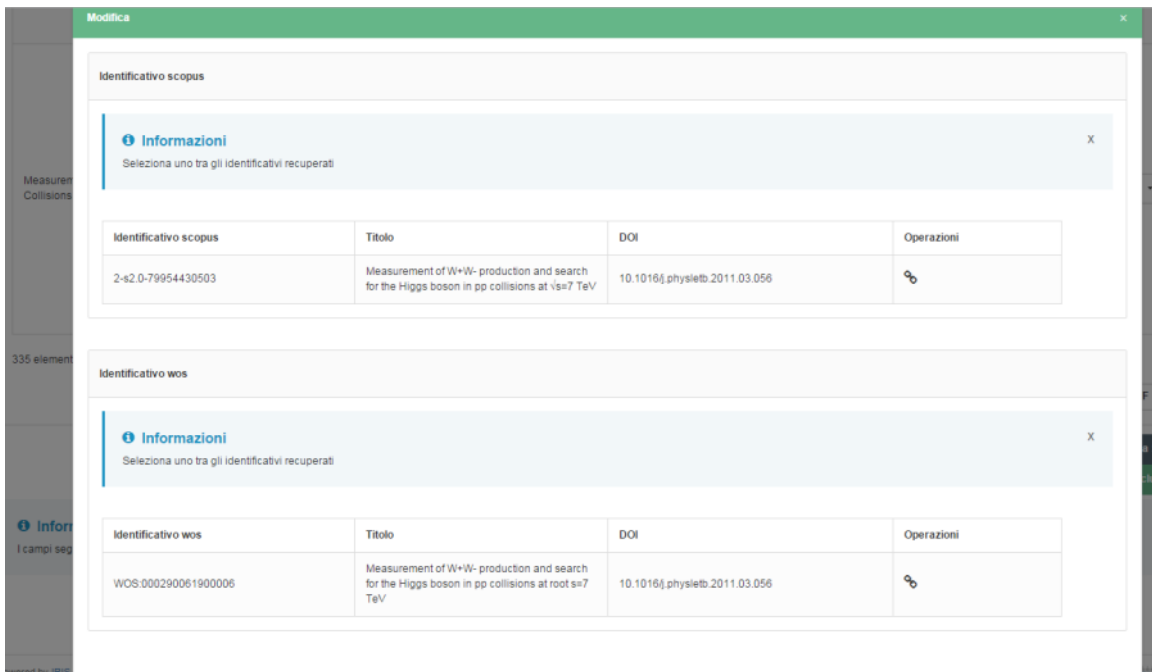 Modifica x
Identificativo scopus
Informazioni X
Seleziona uno tra gli identificativi recuperati
Measurem
Collisions
Identificativo scopus Titolo DOI Operazioni
2-s2.0-79954430503 Measurement of W+W- production and search 10.1016/j.physletb.2011.03.056
for the Higgs boson in pp collisions at √s=7 TeV
335 element
Identificativo wos
F
Informazioni X
Seleziona uno tra gli identificativi recuperati
Inforr
I campi seg
Identificativo wos Titolo DOI Operazioni
WOS:000290061900006 Measurement of W+W- production and search 10.1016/j.physletb.2011.03.056
for the Higgs boson in pp collisions at root s=7
TeV